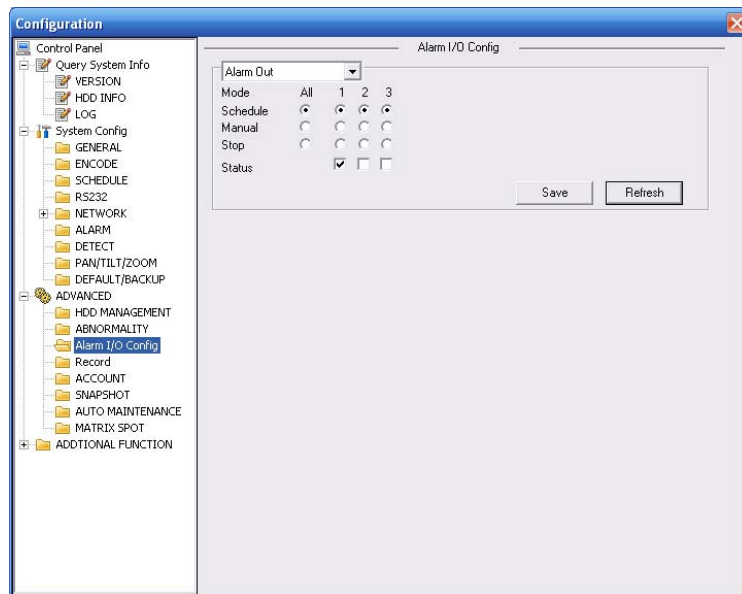 Configuration
Control Panel
Query System Info
VERSION
HDD INFO
LOG
System Config
GENERAL
ENCODE
SCHEDULE
RS232
NETWORK
ALARM
DETECT
PAN/TILT/ZOOM
DEFAULT/BACKUP
ADVANCED
HDD MANAGEMENT
ABNORMALITY
Alarm I/O Config
Record
ACCOUNT
SNAPSHOT
AUTO MAINTENANCE
MATRIX SPOT
ADDTIONAL FUNCTION
Alarm I/O Config
Alarm Out
Mode All 1 2 3
Schedule
Manual
Stop
Status
Save Refresh